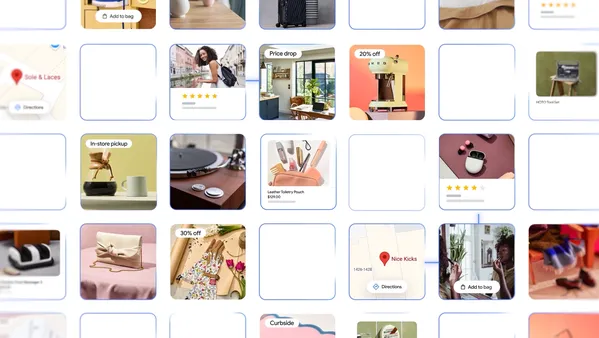 Add to bag
Sole & Laces
Directions
Price drop
20% off
In-store pickup
Leather Toiletry Pouch
$129.00
30% off
Nice Kicks
Directions
Add to bag
Curbside